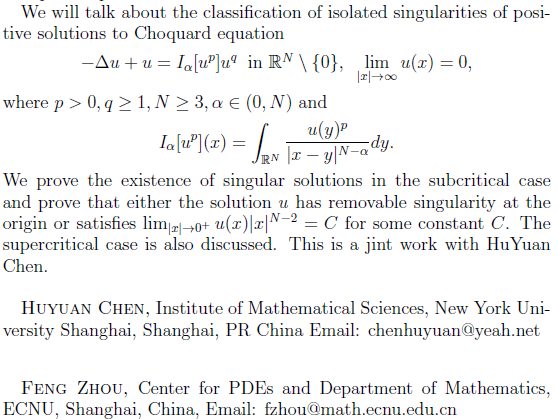 We will talk about the classification of isolated singularities of posi-
tive solutions to Choquard equation
−Δu + u = I_α[u^p]u^q in ℝ^N \ {0}, lim_{|x|→∞} u(x) = 0,
where p > 0, q ≥ 1, N ≥ 3, α ∈ (0, N) and
I_α[u^p](x) = ∫_{ℝ^N} u(y)^p / |x − y|^{N−α} dy.
We prove the existence of singular solutions in the subcritical case
and prove that either the solution u has removable singularity at the
origin or satisfies lim_{|x|→0+} u(x)|x|^{N−2} = C for some constant C. The
supercritical case is also discussed. This is a jint work with HuYuan
Chen.
HUYUAN CHEN, Institute of Mathematical Sciences, New York Uni-
versity Shanghai, Shanghai, PR China Email: chenhuyuan@yeah.net
FENG ZHOU, Center for PDEs and Department of Mathematics,
ECNU, Shanghai, China, Email: fzhou@math.ecnu.edu.cn